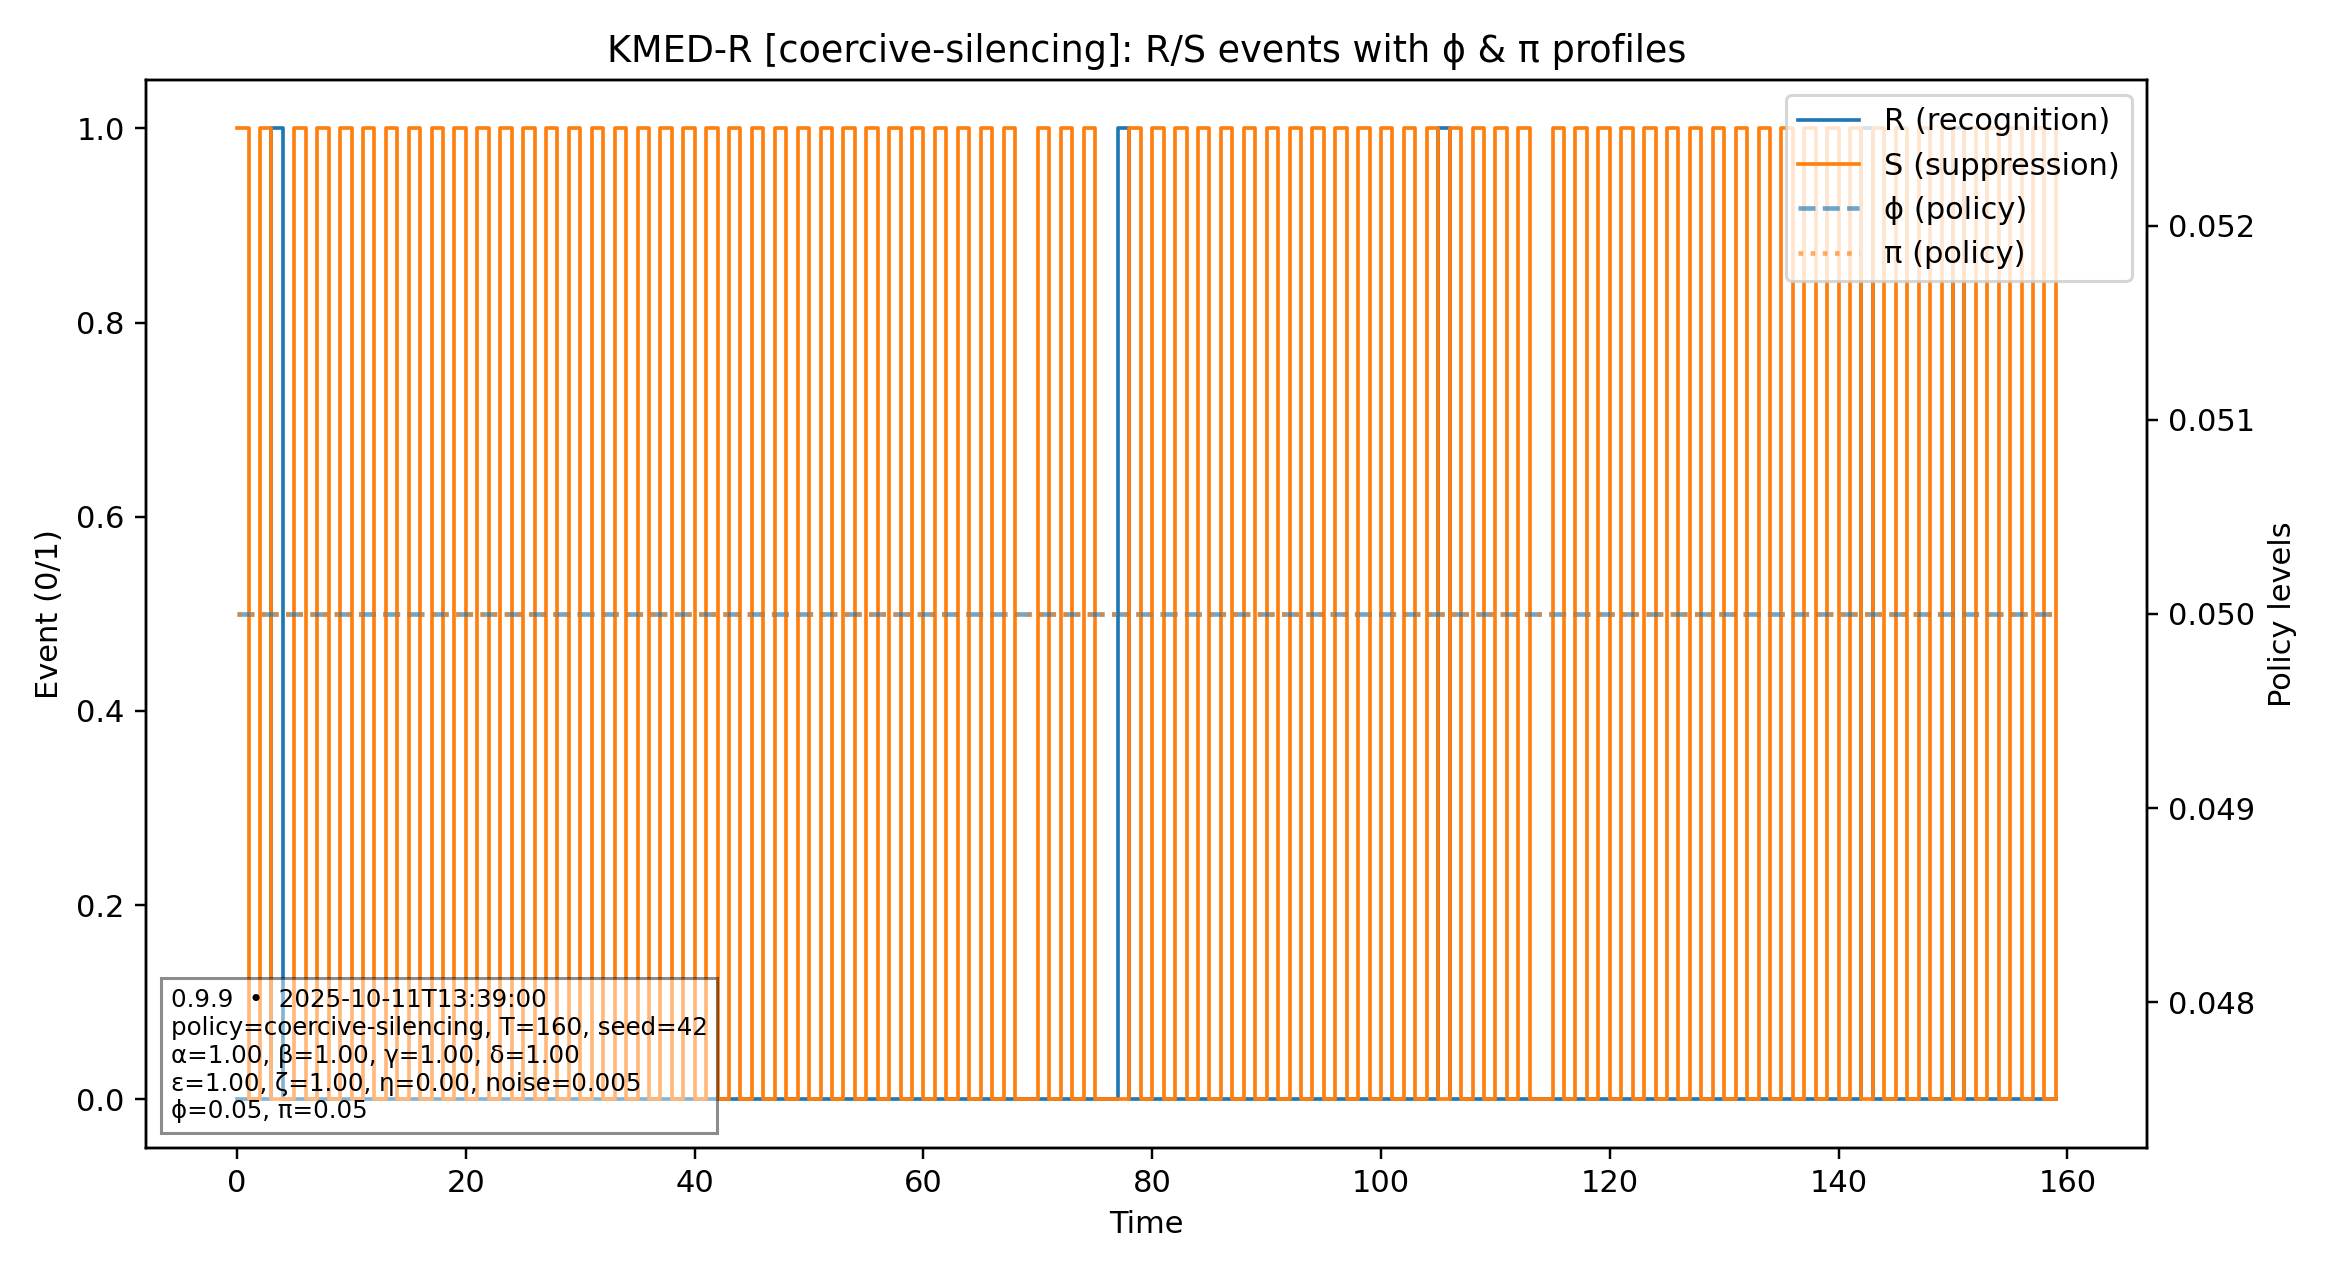 KMED-R [coercive-silencing]: R/S events with ϕ & π profiles
R (recognition)
S (suppression)
ϕ (policy)
π (policy)
1.0
0.8
0.6
0.4
0.2
0.0
Event (0/1)
0.052
0.051
0.050
0.049
0.048
Policy levels
0.9.9 • 2025-10-11T13:39:00
policy=coercive-silencing, T=160, seed=42
α=1.00, β=1.00, γ=1.00, δ=1.00
ε=1.00, ζ=1.00, η=0.00, noise=0.005
ϕ=0.05, π=0.05
0 20 40 60 80 100 120 140 160
Time